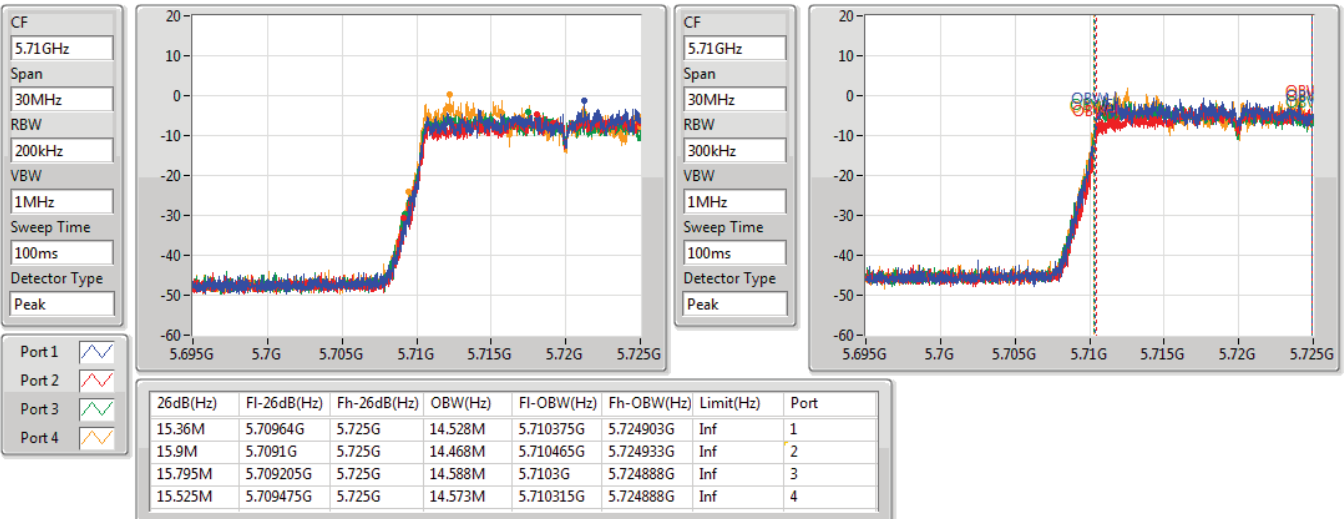 CF
5.71GHz
Span
30MHz
RBW
200kHz
VBW
1MHz
Sweep Time
100ms
Detector Type
Peak
20
10
0
-10
-20
-30
-40
-50
-60
5.695G 5.7G 5.705G 5.71G 5.715G 5.72G 5.725G
CF
5.71GHz
Span
30MHz
RBW
300kHz
VBW
1MHz
Sweep Time
100ms
Detector Type
Peak
20
10
0
-10
-20
-30
-40
-50
-60
5.695G 5.7G 5.705G 5.71G 5.715G 5.72G 5.725G
Port 1
Port 2
Port 3
Port 4
26dB(Hz) Fl-26dB(Hz) Fh-26dB(Hz) OBW(Hz) Fl-OBW(Hz) Fh-OBW(Hz) Limit(Hz) Port
15.36M 5.70964G 5.725G 14.528M 5.710375G 5.724903G Inf 1
15.9M 5.7091G 5.725G 14.468M 5.710465G 5.724933G Inf 2
15.795M 5.709205G 5.725G 14.588M 5.7103G 5.724888G Inf 3
15.525M 5.709475G 5.725G 14.573M 5.710315G 5.724888G Inf 4